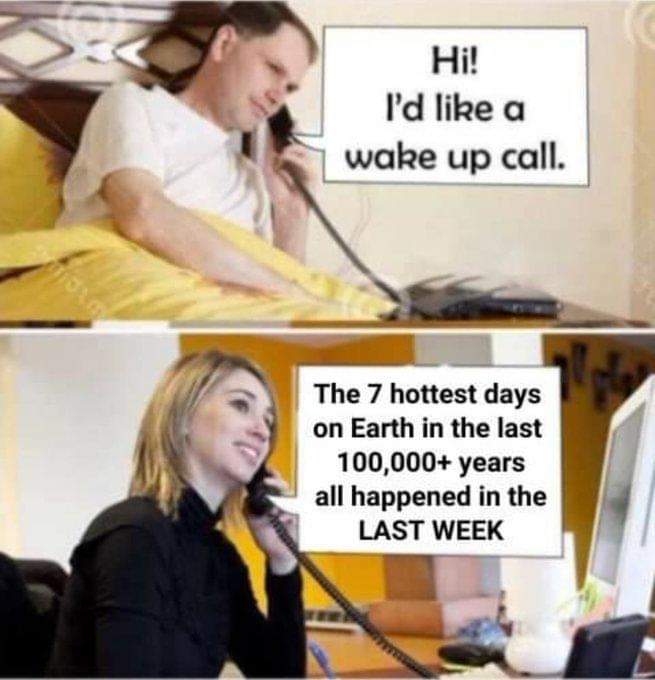 Hi!
I'd like a
wake up call.
The 7 hottest days
on Earth in the last
100,000+ years
all happened in the
LAST WEEK